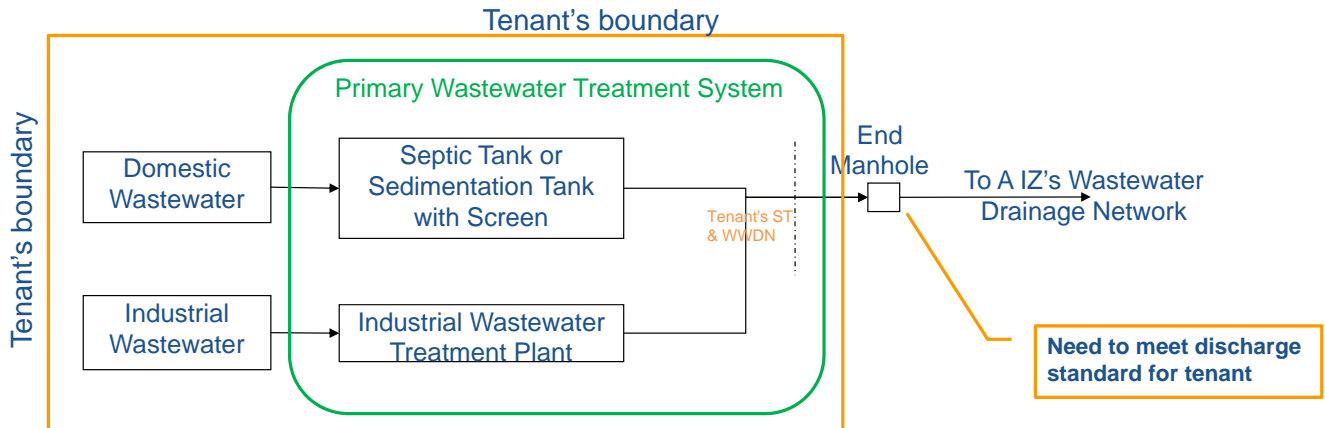 Tenant’s boundary
Tenant’s boundary
Primary Wastewater Treatment System
Domestic
Wastewater
Septic Tank or
Sedimentation Tank
with Screen
End
Manhole
To A IZ’s Wastewater
Drainage Network
Tenant's ST
& WWDN
Industrial
Wastewater
Industrial Wastewater
Treatment Plant
Need to meet discharge
standard for tenant